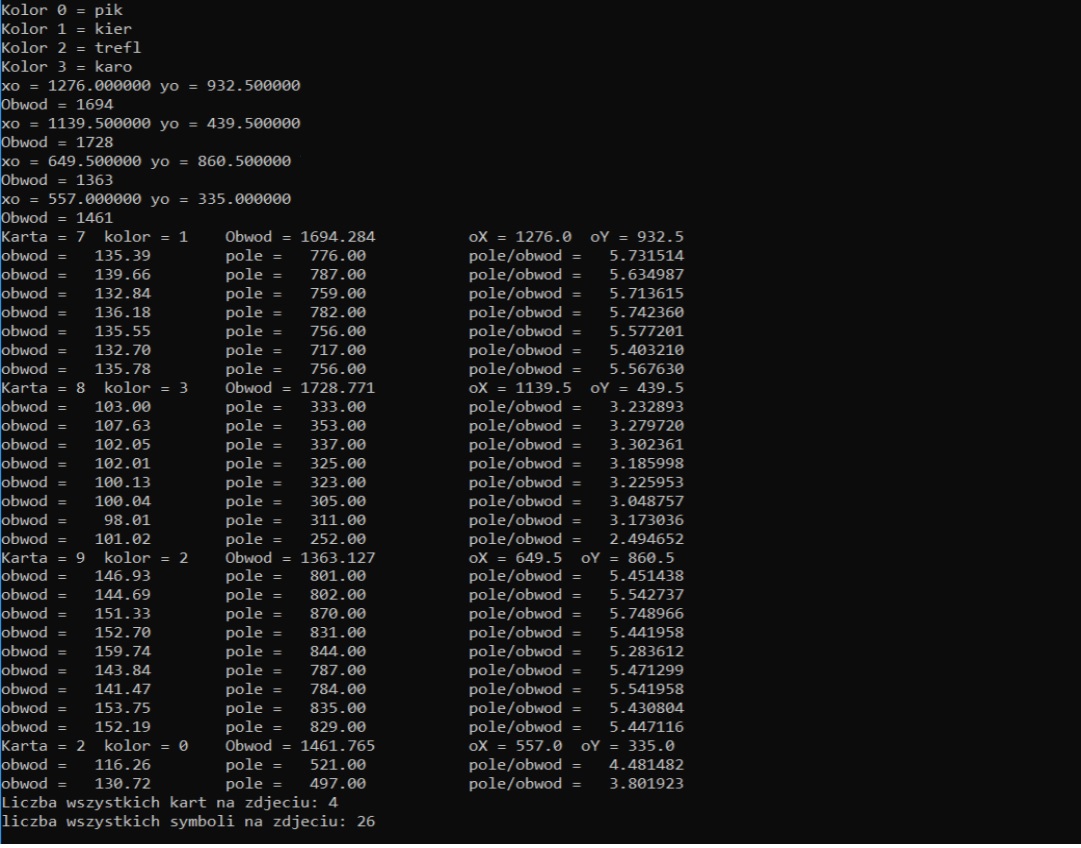 Kolor 0 = pik
Kolor 1 = kier
Kolor 2 = trefl
Kolor 3 = karo
xo = 1276.000000 yo = 932.500000
Obwod = 1694
xo = 1139.500000 yo = 439.500000
Obwod = 1728
xo = 649.500000 yo = 860.500000
Obwod = 1363
xo = 557.000000 yo = 335.000000
Obwod = 1461
Karta = 7  kolor = 1    Obwod = 1694.284          oX = 1276.0  oY = 932.5
obwod =   135.39        pole =   776.00           pole/obwod =   5.731514
obwod =   139.66        pole =   787.00           pole/obwod =   5.634987
obwod =   132.84        pole =   759.00           pole/obwod =   5.713615
obwod =   136.18        pole =   782.00           pole/obwod =   5.742360
obwod =   135.55        pole =   756.00           pole/obwod =   5.577201
obwod =   132.70        pole =   717.00           pole/obwod =   5.403210
obwod =   135.78        pole =   756.00           pole/obwod =   5.567630
Karta = 8  kolor = 3    Obwod = 1728.771          oX = 1139.5  oY = 439.5
obwod =   103.00        pole =   333.00           pole/obwod =   3.232893
obwod =   107.63        pole =   353.00           pole/obwod =   3.279720
obwod =   102.05        pole =   337.00           pole/obwod =   3.302361
obwod =   102.01        pole =   325.00           pole/obwod =   3.185998
obwod =   100.13        pole =   323.00           pole/obwod =   3.225953
obwod =   100.04        pole =   305.00           pole/obwod =   3.048757
obwod =    98.01        pole =   311.00           pole/obwod =   3.173036
obwod =   101.02        pole =   252.00           pole/obwod =   2.494652
Karta = 9  kolor = 2    Obwod = 1363.127          oX = 649.5  oY = 860.5
obwod =   146.93        pole =   801.00           pole/obwod =   5.451438
obwod =   144.69        pole =   802.00           pole/obwod =   5.542737
obwod =   151.33        pole =   870.00           pole/obwod =   5.748966
obwod =   152.70        pole =   831.00           pole/obwod =   5.441958
obwod =   159.74        pole =   844.00           pole/obwod =   5.283612
obwod =   143.84        pole =   787.00           pole/obwod =   5.471299
obwod =   141.47        pole =   784.00           pole/obwod =   5.541958
obwod =   153.75        pole =   835.00           pole/obwod =   5.430804
obwod =   152.19        pole =   829.00           pole/obwod =   5.447116
Karta = 2  kolor = 0    Obwod = 1461.765          oX = 557.0  oY = 335.0
obwod =   116.26        pole =   521.00           pole/obwod =   4.481482
obwod =   130.72        pole =   497.00           pole/obwod =   3.801923
Liczba wszystkich kart na zdjeciu: 4
liczba wszystkich symboli na zdjeciu: 26